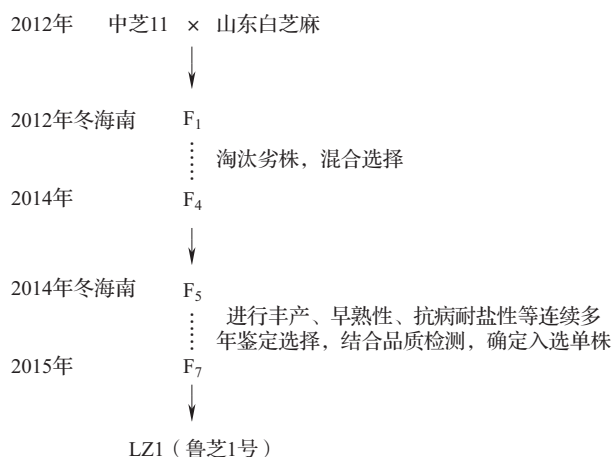 2012年 中芝11 × 山东白芝麻
2012年冬海南 F₁
淘汰劣株，混合选择
2014年 F₄
2014年冬海南 F₅
进行丰产、早熟性、抗病耐盐性等连续多
年鉴定选择，结合品质检测，确定入选单株
2015年 F₇
LZ1（鲁芝1号）